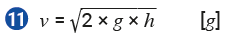 11 v = √2 × g × h [g]